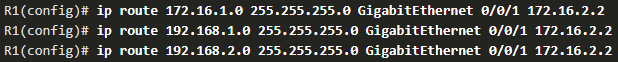 R1(config)# ip route 172.16.1.0 255.255.255.0 GigabitEthernet 0/0/1 172.16.2.2
R1(config)# ip route 192.168.1.0 255.255.255.0 GigabitEthernet 0/0/1 172.16.2.2
R1(config)# ip route 192.168.2.0 255.255.255.0 GigabitEthernet 0/0/1 172.16.2.2